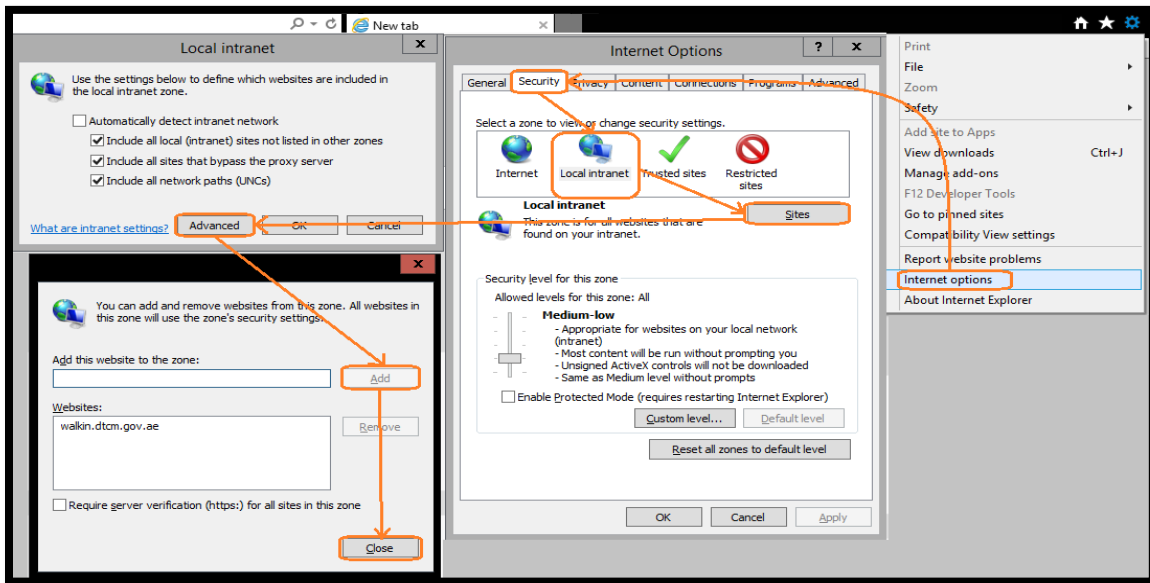 New tab
Local intranet
x
Use the settings below to define which websites are included in
the local intranet zone.
Automatically detect intranet network
Include all local (intranet) sites not listed in other zones
Include all sites that bypass the proxy server
Include all network paths (UNCs)
What are intranet settings?
Advanced
OK
Cancel
x
You can add and remove websites from this zone. All websites in
this zone will use the zone's security settings.
Add this website to the zone:
Add
Websites:
walkin.dtcm.gov.ae
Remove
Require server verification (https:) for all sites in this zone
Close
Internet Options
? x
General Security Privacy Content Connections Programs Advanced
Select a zone to view or change security settings.
Internet
Local intranet
Trusted sites
Restricted
sites
Local intranet
This zone is for all websites that are
found on your intranet.
Sites
Security level for this zone
Allowed levels for this zone: All
Medium-low
- Appropriate for websites on your local network
(intranet)
- Most content will be run without prompting you
- Unsigned ActiveX controls will not be downloaded
- Same as Medium level without prompts
Enable Protected Mode (requires restarting Internet Explorer)
Custom level...
Default level
Reset all zones to default level
OK
Cancel
Apply
Print
File
Zoom
Safety
Add site to Apps
View downloads Ctrl+J
Manage add-ons
F12 Developer Tools
Go to pinned sites
Compatibility View settings
Report website problems
Internet options
About Internet Explorer